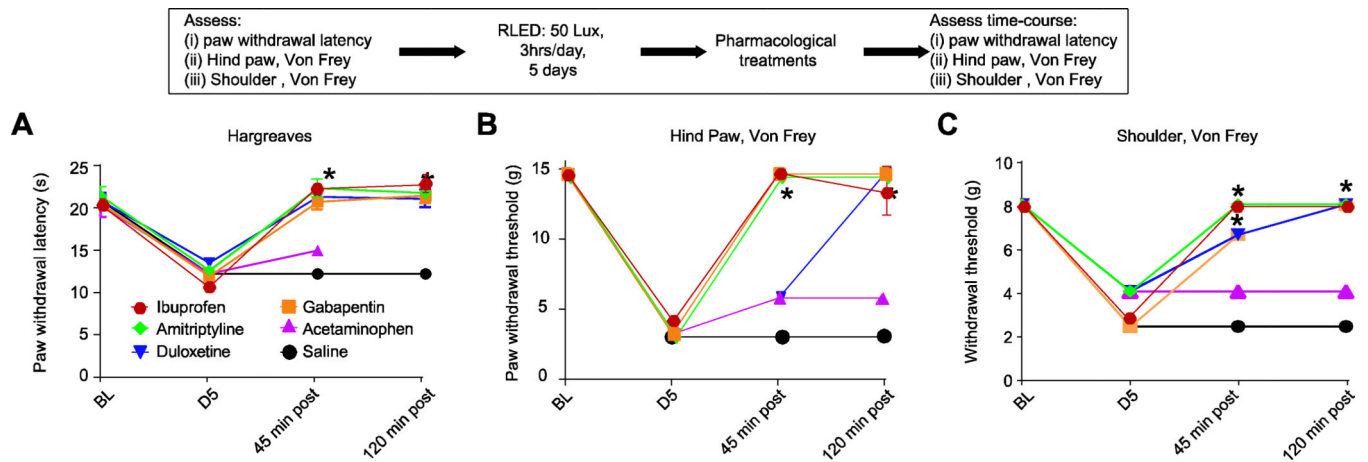 Assess:
(i) paw withdrawal latency
(ii) Hind paw, Von Frey
(iii) Shoulder , Von Frey
RLED: 50 Lux,
3hrs/day,
5 days
Pharmacological
treatments
Assess time-course:
(i) paw withdrawal latency
(ii) Hind paw, Von Frey
(iii) Shoulder , Von Frey
A
Hargreaves
Paw withdrawal latency (s)
25
20
15
10
5
0
*
*
Ibuprofen
Amitriptyline
Duloxetine
Gabapentin
Acetaminophen
Saline
BL
D5
45 min post
120 min post
B
Hind Paw, Von Frey
Paw withdrawal threshold (g)
15
10
5
0
*
*
BL
D5
45 min post
120 min post
C
Shoulder, Von Frey
Withdrawal threshold (g)
10
8
6
4
2
0
*
*
*
BL
D5
45 min post
120 min post